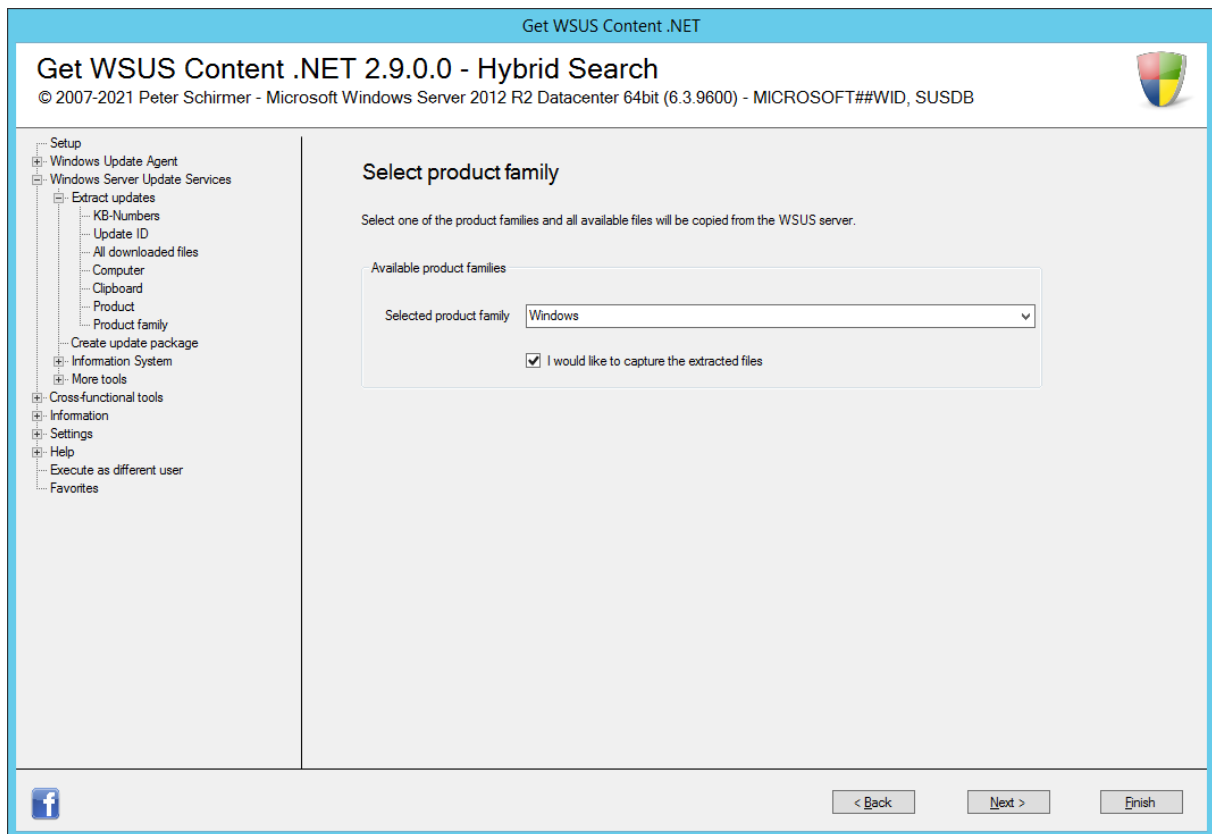 Get WSUS Content .NET
Get WSUS Content .NET 2.9.0.0 - Hybrid Search
© 2007-2021 Peter Schirmer - Microsoft Windows Server 2012 R2 Datacenter 64bit (6.3.9600) - MICROSOFT##WID, SUSDB
Setup
Windows Update Agent
Windows Server Update Services
Extract updates
KB-Numbers
Update ID
All downloaded files
Computer
Clipboard
Product
Product family
Create update package
Information System
More tools
Cross-functional tools
Information
Settings
Help
Execute as different user
Favorites
Select product family
Select one of the product families and all available files will be copied from the WSUS server.
Available product families
Selected product family Windows
I would like to capture the extracted files
f
< Back Next > Finish